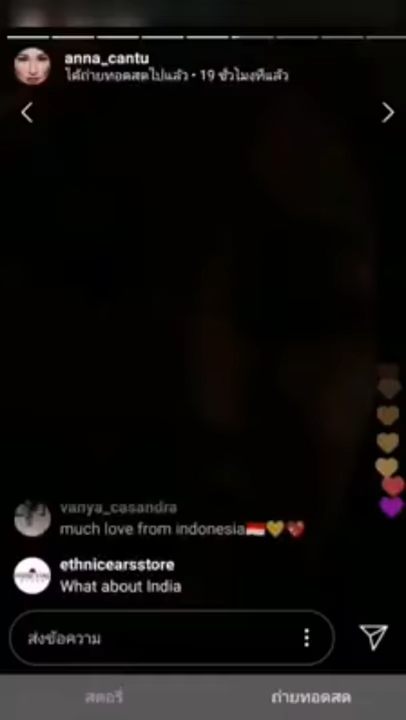 anna_cantu
ได้ถ่ายทอดสดไปแล้ว • 19 ชั่วโมงที่แล้ว
vanya_casandra
much love from indonesia🇮🇩💛💖
ethnicearsstore
What about India
ส่งข้อความ
สตอรี่
ถ่ายทอดสด